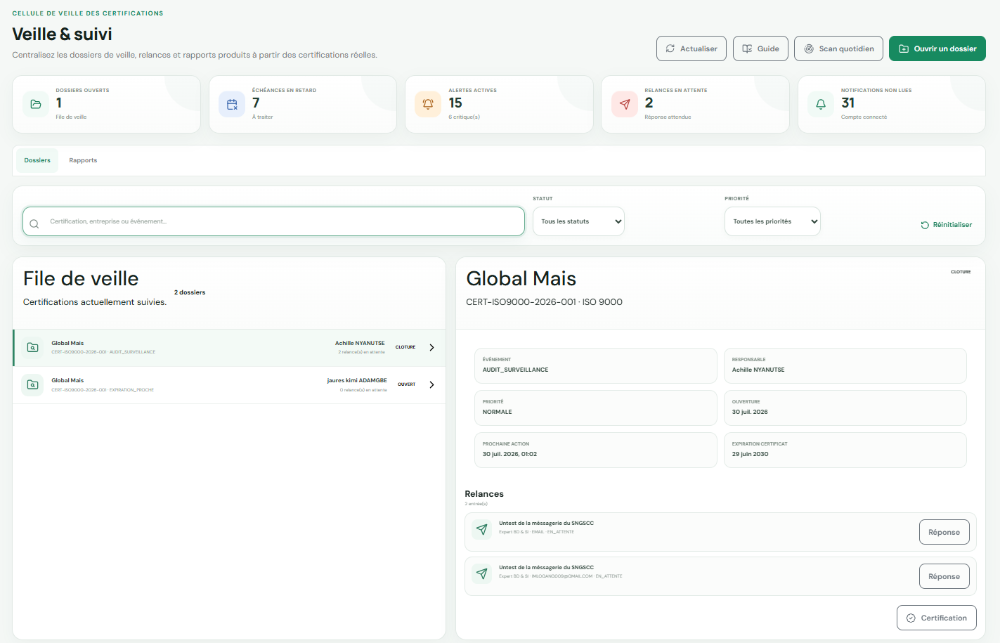 CELLULE DE VEILLE DES CERTIFICATIONS
Veille & suivi
Centralisez les dossiers de veille, relances et rapports produits à partir des certifications réelles.
Actualiser
Guide
Scan quotidien
Ouvrir un dossier
DOSSIERS OUVERTS
1
File de veille
ÉCHÉANCES EN RETARD
7
À traiter
ALERTES ACTIVES
15
6 critique(s)
RELANCES EN ATTENTE
2
Réponse attendue
NOTIFICATIONS NON LUES
31
Compte connecté
Dossiers
Rapports
Certification, entreprise ou événement...
STATUT
Tous les statuts
PRIORITÉ
Toutes les priorités
Réinitialiser
File de veille
Certifications actuellement suivies.
2 dossiers
Global Mais
CERT-ISO9000-2026-001 · AUDIT_SURVEILLANCE
Achille NYANUTSE
2 relance(s) en attente
CLOTURE
Global Mais
CERT-ISO9000-2026-001 · EXPIRATION_PROCHE
jaures kimi ADAMGBE
0 relance(s) en attente
OUVERT
Global Mais
CERT-ISO9000-2026-001 · ISO 9000
CLOTURE
ÉVÉNEMENT
AUDIT_SURVEILLANCE
RESPONSABLE
Achille NYANUTSE
PRIORITÉ
NORMALE
OUVERTURE
30 juil. 2026
PROCHAINE ACTION
30 juil. 2026, 01:02
EXPIRATION CERTIFICAT
29 juin 2030
Relances
2 entrée(s)
Untest de la méssagerie du SNGSCC
Expert BD & SI · EMAIL · EN_ATTENTE
Réponse
Untest de la méssagerie du SNGSCC
Expert BD & SI · IMLOGAN0009@GMAIL.COM · EN_ATTENTE
Réponse
Certification